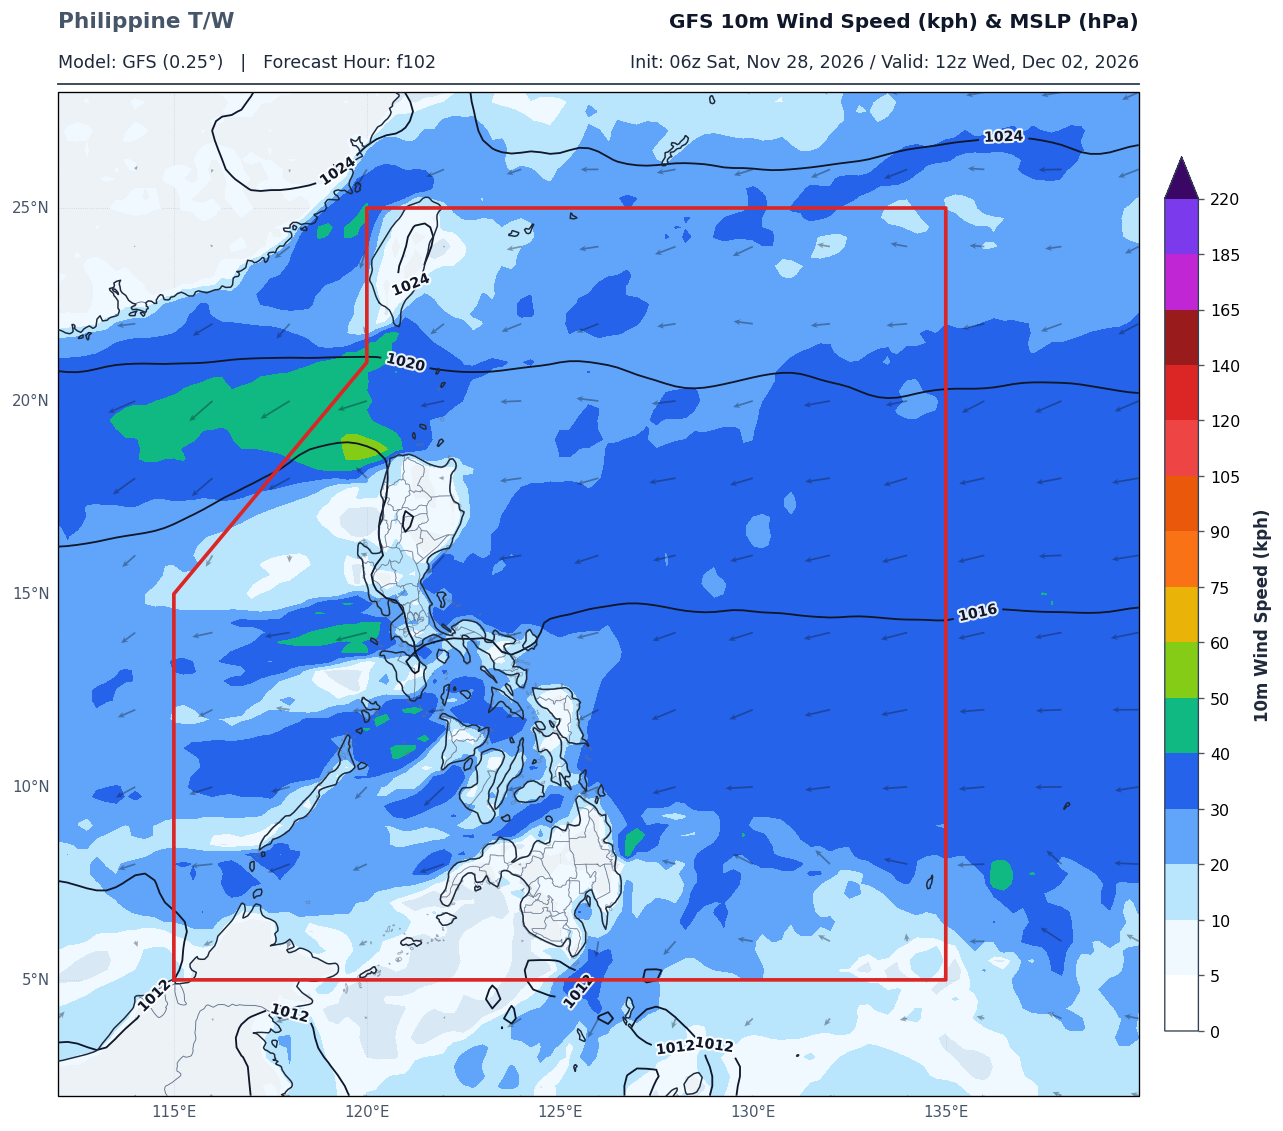 Philippine T/W
GFS 10m Wind Speed (kph) & MSLP (hPa)
Model: GFS (0.25°)   |   Forecast Hour: f102
Init: 06z Sat, Nov 28, 2026 / Valid: 12z Wed, Dec 02, 2026
1024
1024
1024
1020
1016
1012
1012
1012
1012
1012
25°N
20°N
15°N
10°N
5°N
115°E
120°E
125°E
130°E
135°E
220
185
165
140
120
105
90
75
60
50
40
30
20
10
5
0
10m Wind Speed (kph)